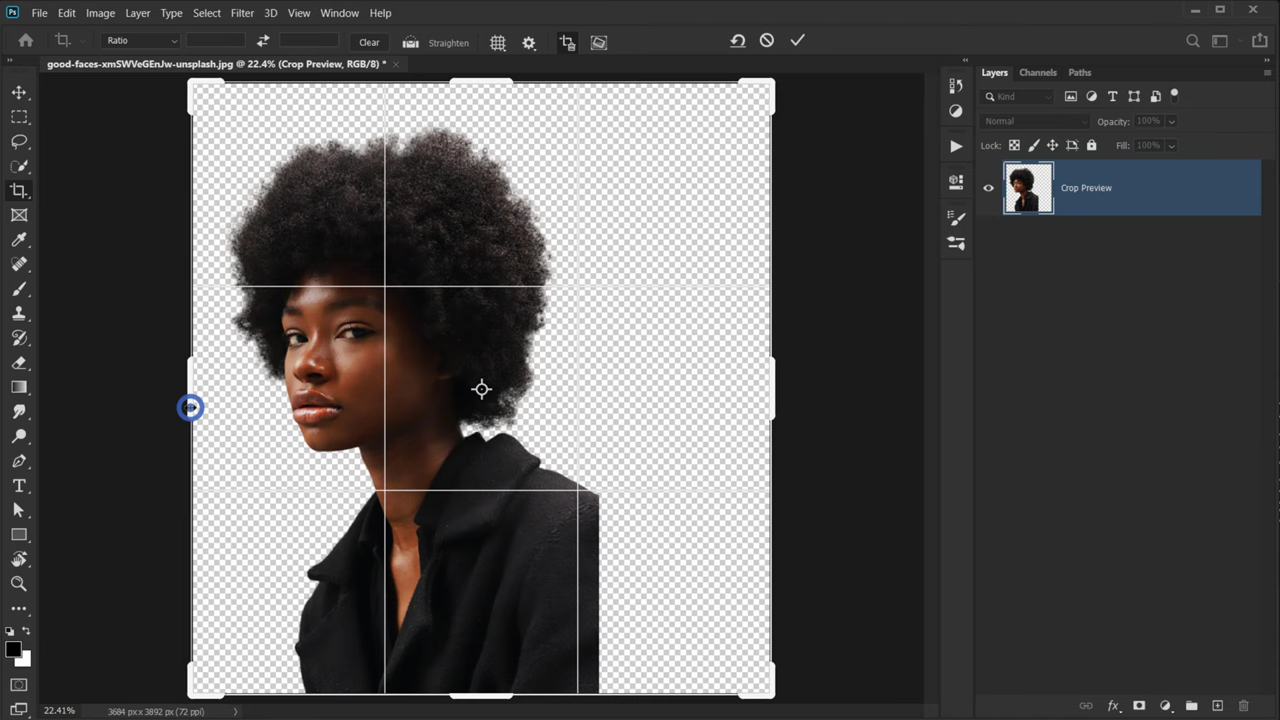 Ps File Edit Image Layer Type Select Filter 3D View Window Help
Ratio Clear Straighten
good-faces-xmSWVeGEnJw-unsplash.jpg @ 22.4% (Crop Preview, RGB/8) *
Layers Channels Paths
Kind
Normal Opacity: 100%
Lock: Fill: 100%
Crop Preview
22.41% 3684 px x 3892 px (72 ppi)